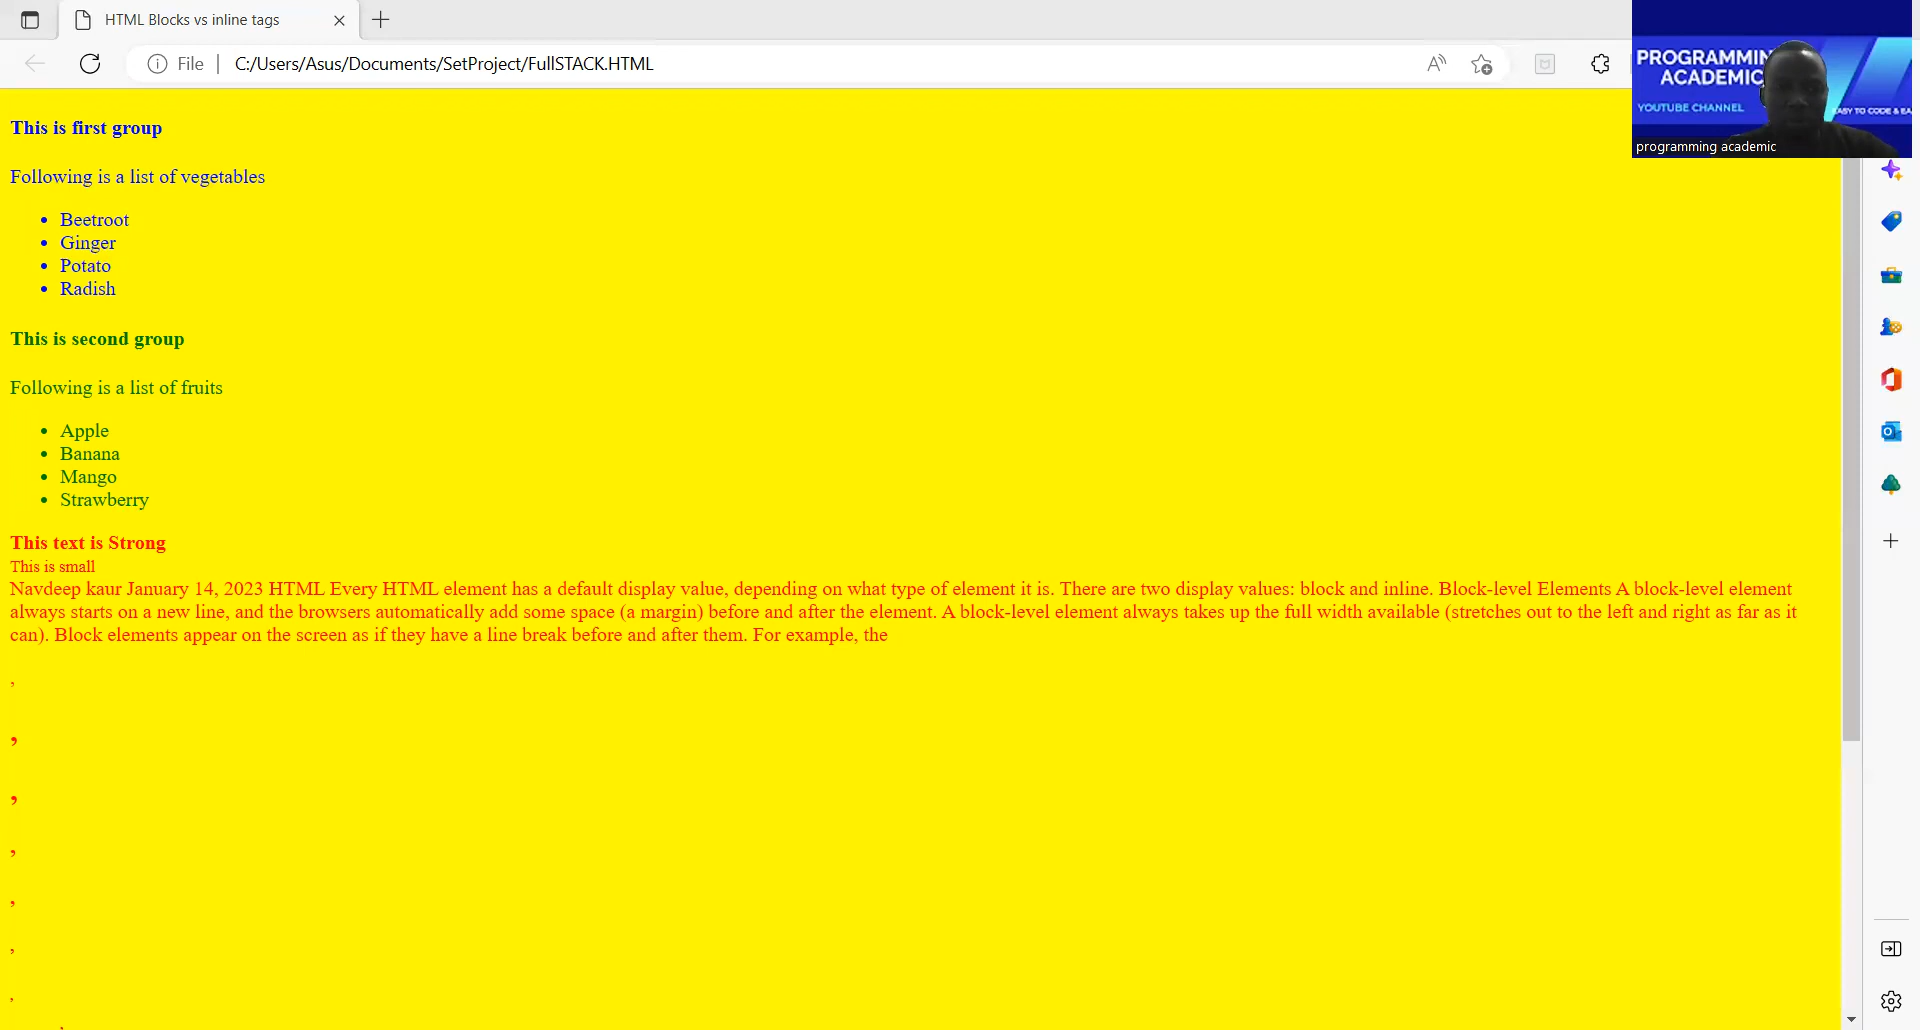 HTML Blocks vs inline tags
File
C:/Users/Asus/Documents/SetProject/FullSTACK.HTML
PROGRAMMIN
ACADEMIC
YOUTUBE CHANNEL
EASY TO CODE & EA
programming academic
This is first group
Following is a list of vegetables
• Beetroot
• Ginger
• Potato
• Radish
This is second group
Following is a list of fruits
• Apple
• Banana
• Mango
• Strawberry
This text is Strong
This is small
Navdeep kaur January 14, 2023 HTML Every HTML element has a default display value, depending on what type of element it is. There are two display values: block and inline. Block-level Elements A block-level element
always starts on a new line, and the browsers automatically add some space (a margin) before and after the element. A block-level element always takes up the full width available (stretches out to the left and right as far as it
can). Block elements appear on the screen as if they have a line break before and after them. For example, the
,
,
,
,
,
,
,
,